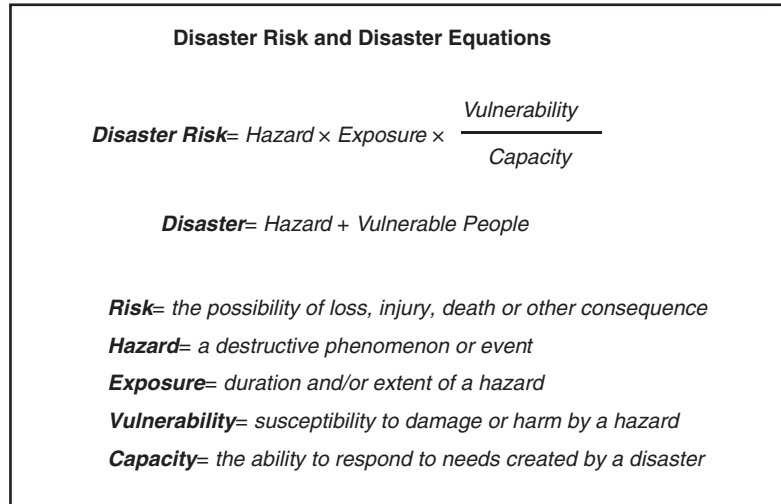 Disaster Risk and Disaster Equations
Disaster Risk= Hazard × Exposure × Vulnerability
Capacity
Disaster= Hazard + Vulnerable People
Risk= the possibility of loss, injury, death or other consequence
Hazard= a destructive phenomenon or event
Exposure= duration and/or extent of a hazard
Vulnerability= susceptibility to damage or harm by a hazard
Capacity= the ability to respond to needs created by a disaster